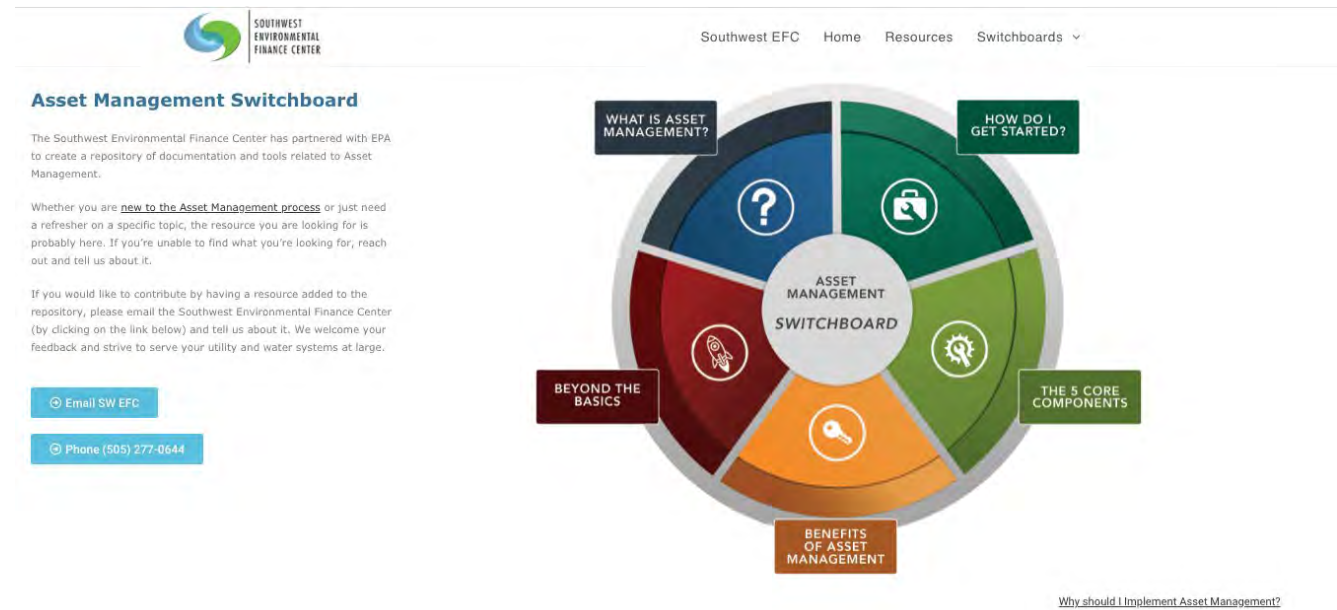 SOUTHWEST
ENVIRONMENTAL
FINANCE CENTER
Southwest EFC Home Resources Switchboards
Asset Management Switchboard
The Southwest Environmental Finance Center has partnered with EPA
to create a repository of documentation and tools related to Asset
Management.
Whether you are new to the Asset Management process or just need
a refresher on a specific topic, the resource you are looking for is
probably here. If you're unable to find what you're looking for, reach
out and tell us about it.
If you would like to contribute by having a resource added to the
repository, please email the Southwest Environmental Finance Center
(by clicking on the link below) and tell us about it. We welcome your
feedback and strive to serve your utility and water systems at large.
Email SW EFC
Phone (505) 277-0644
WHAT IS ASSET
MANAGEMENT?
HOW DO I
GET STARTED?
ASSET
MANAGEMENT
SWITCHBOARD
BEYOND THE
BASICS
THE 5 CORE
COMPONENTS
BENEFITS
OF ASSET
MANAGEMENT
Why should I Implement Asset Management?